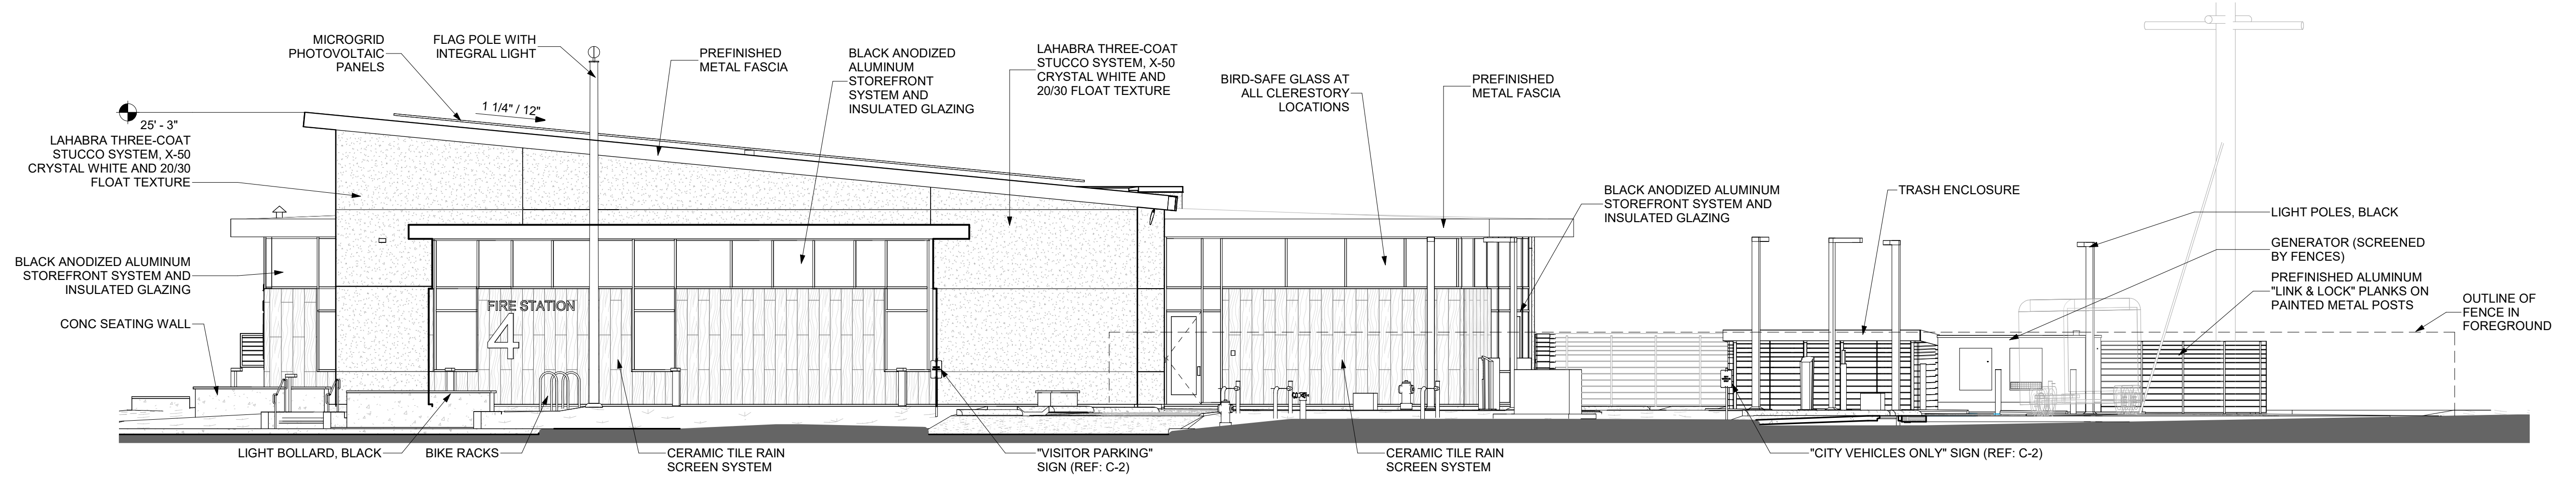 MICROGRID
PHOTOVOLTAIC
PANELS
FLAG POLE WITH
INTEGRAL LIGHT
PREFINISHED
METAL FASCIA
BLACK ANODIZED
ALUMINUM
STOREFRONT
SYSTEM AND
INSULATED GLAZING
LAHABRA THREE-COAT
STUCCO SYSTEM, X-50
CRYSTAL WHITE AND
20/30 FLOAT TEXTURE
BIRD-SAFE GLASS AT
ALL CLERESTORY
LOCATIONS
PREFINISHED
METAL FASCIA
1 1/4" / 12"
25' - 3"
LAHABRA THREE-COAT
STUCCO SYSTEM, X-50
CRYSTAL WHITE AND 20/30
FLOAT TEXTURE
BLACK ANODIZED ALUMINUM
STOREFRONT SYSTEM AND
INSULATED GLAZING
TRASH ENCLOSURE
LIGHT POLES, BLACK
GENERATOR (SCREENED
BY FENCES)
PREFINISHED ALUMINUM
"LINK & LOCK" PLANKS ON
PAINTED METAL POSTS
OUTLINE OF
FENCE IN
FOREGROUND
BLACK ANODIZED ALUMINUM
STOREFRONT SYSTEM AND
INSULATED GLAZING
CONC SEATING WALL
FIRE STATION
4
LIGHT BOLLARD, BLACK
BIKE RACKS
CERAMIC TILE RAIN
SCREEN SYSTEM
"VISITOR PARKING"
SIGN (REF: C-2)
CERAMIC TILE RAIN
SCREEN SYSTEM
"CITY VEHICLES ONLY" SIGN (REF: C-2)